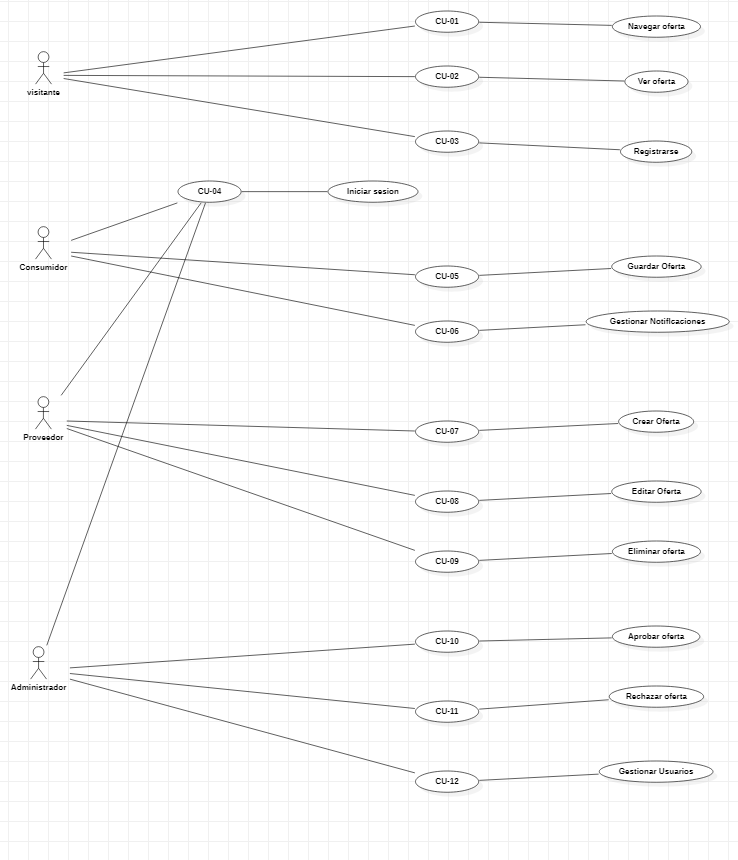 CU-01
Navegar oferta
visitante
CU-02
Ver oferta
CU-03
Registrarse
CU-04
Iniciar sesion
Consumidor
CU-05
Guardar Oferta
CU-06
Gestionar Notificaciones
Proveedor
CU-07
Crear Oferta
CU-08
Editar Oferta
CU-09
Eliminar oferta
CU-10
Aprobar oferta
Administrador
CU-11
Rechazar oferta
CU-12
Gestionar Usuarios